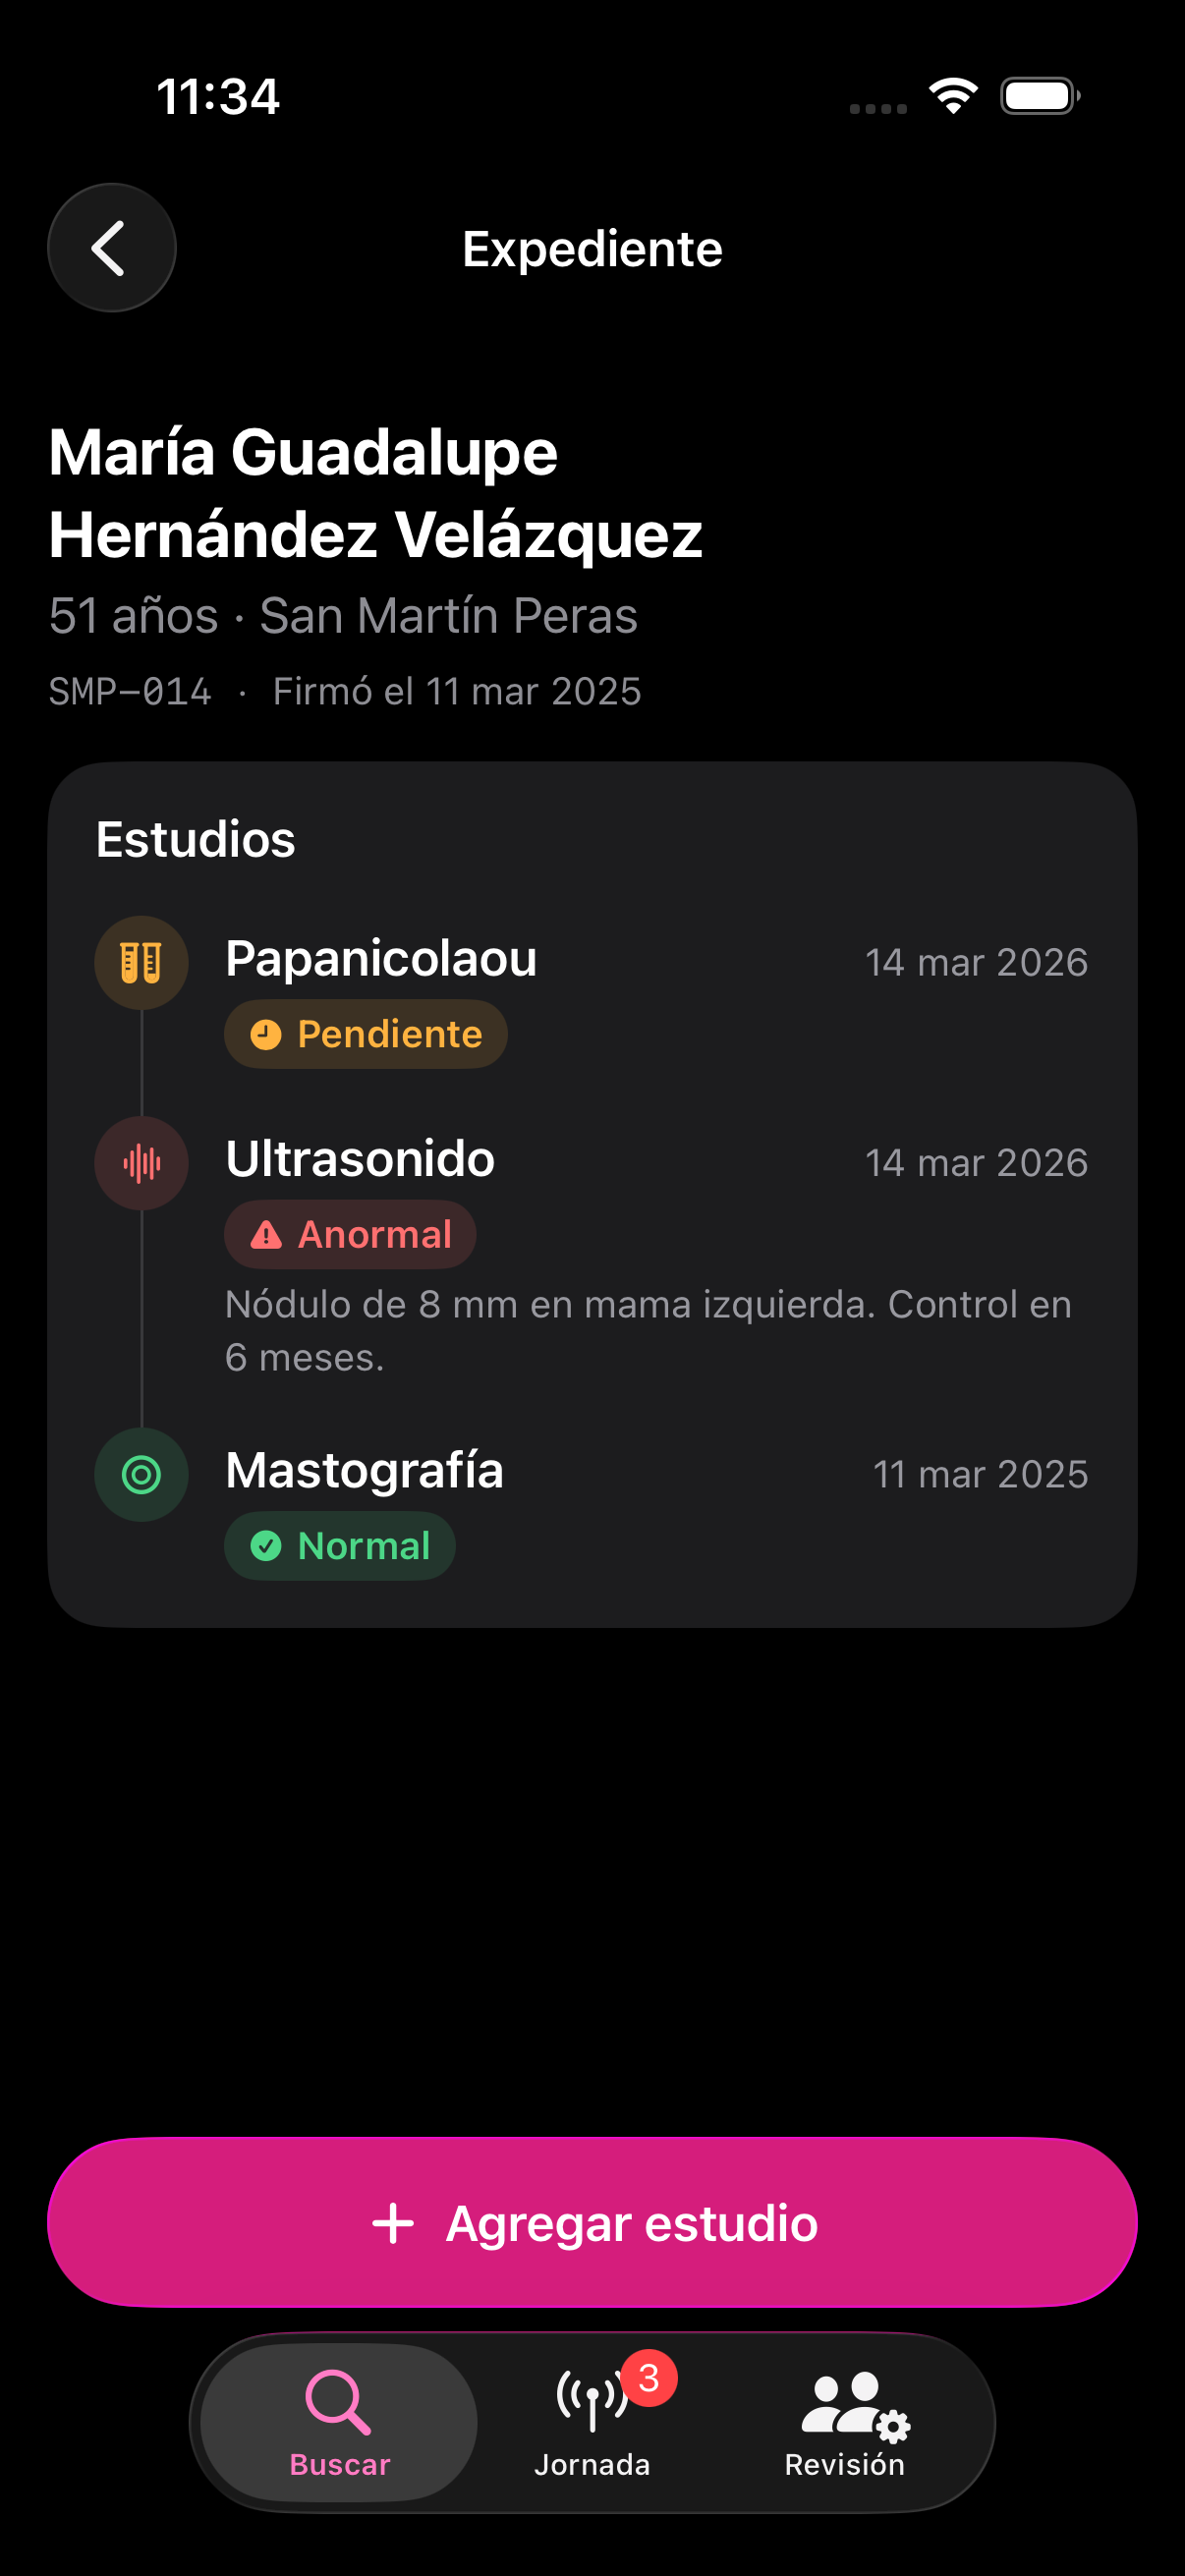 11:34
Expediente
María Guadalupe
Hernández Velázquez
51 años · San Martín Peras
SMP-014 · Firmó el 11 mar 2025
Estudios
Papanicolaou 14 mar 2026
Pendiente
Ultrasonido 14 mar 2026
Anormal
Nódulo de 8 mm en mama izquierda. Control en
6 meses.
Mastografía 11 mar 2025
Normal
+ Agregar estudio
3
Buscar Jornada Revisión